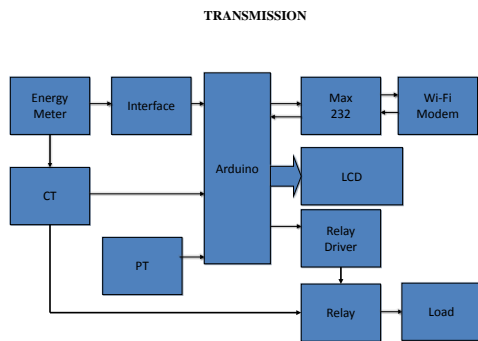 TRANSMISSION
Energy
Meter
Interface
Arduino
Max
232
Wi-Fi
Modem
CT
LCD
Relay
Driver
PT
Relay
Load